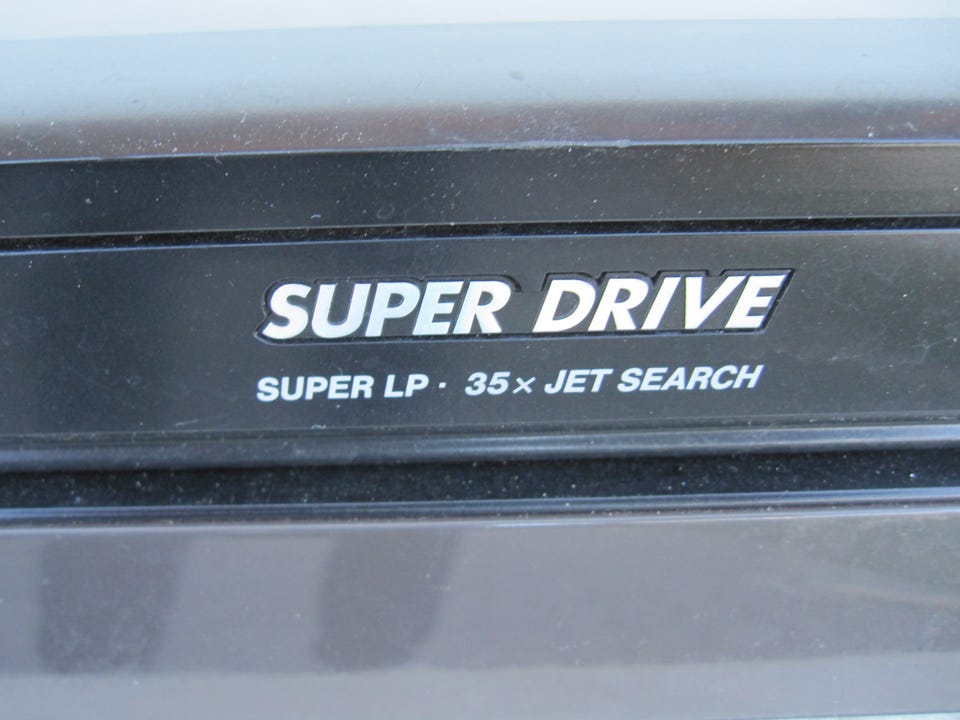 SUPER DRIVE
SUPER LP · 35× JET SEARCH